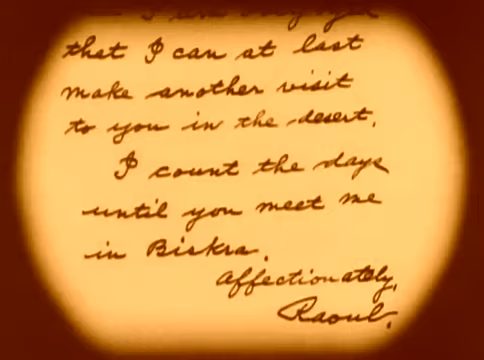 that I can at last
make another visit
to you in the desert.
I count the days
until you meet me
in Biskra.
Affectionately,
Raoul.